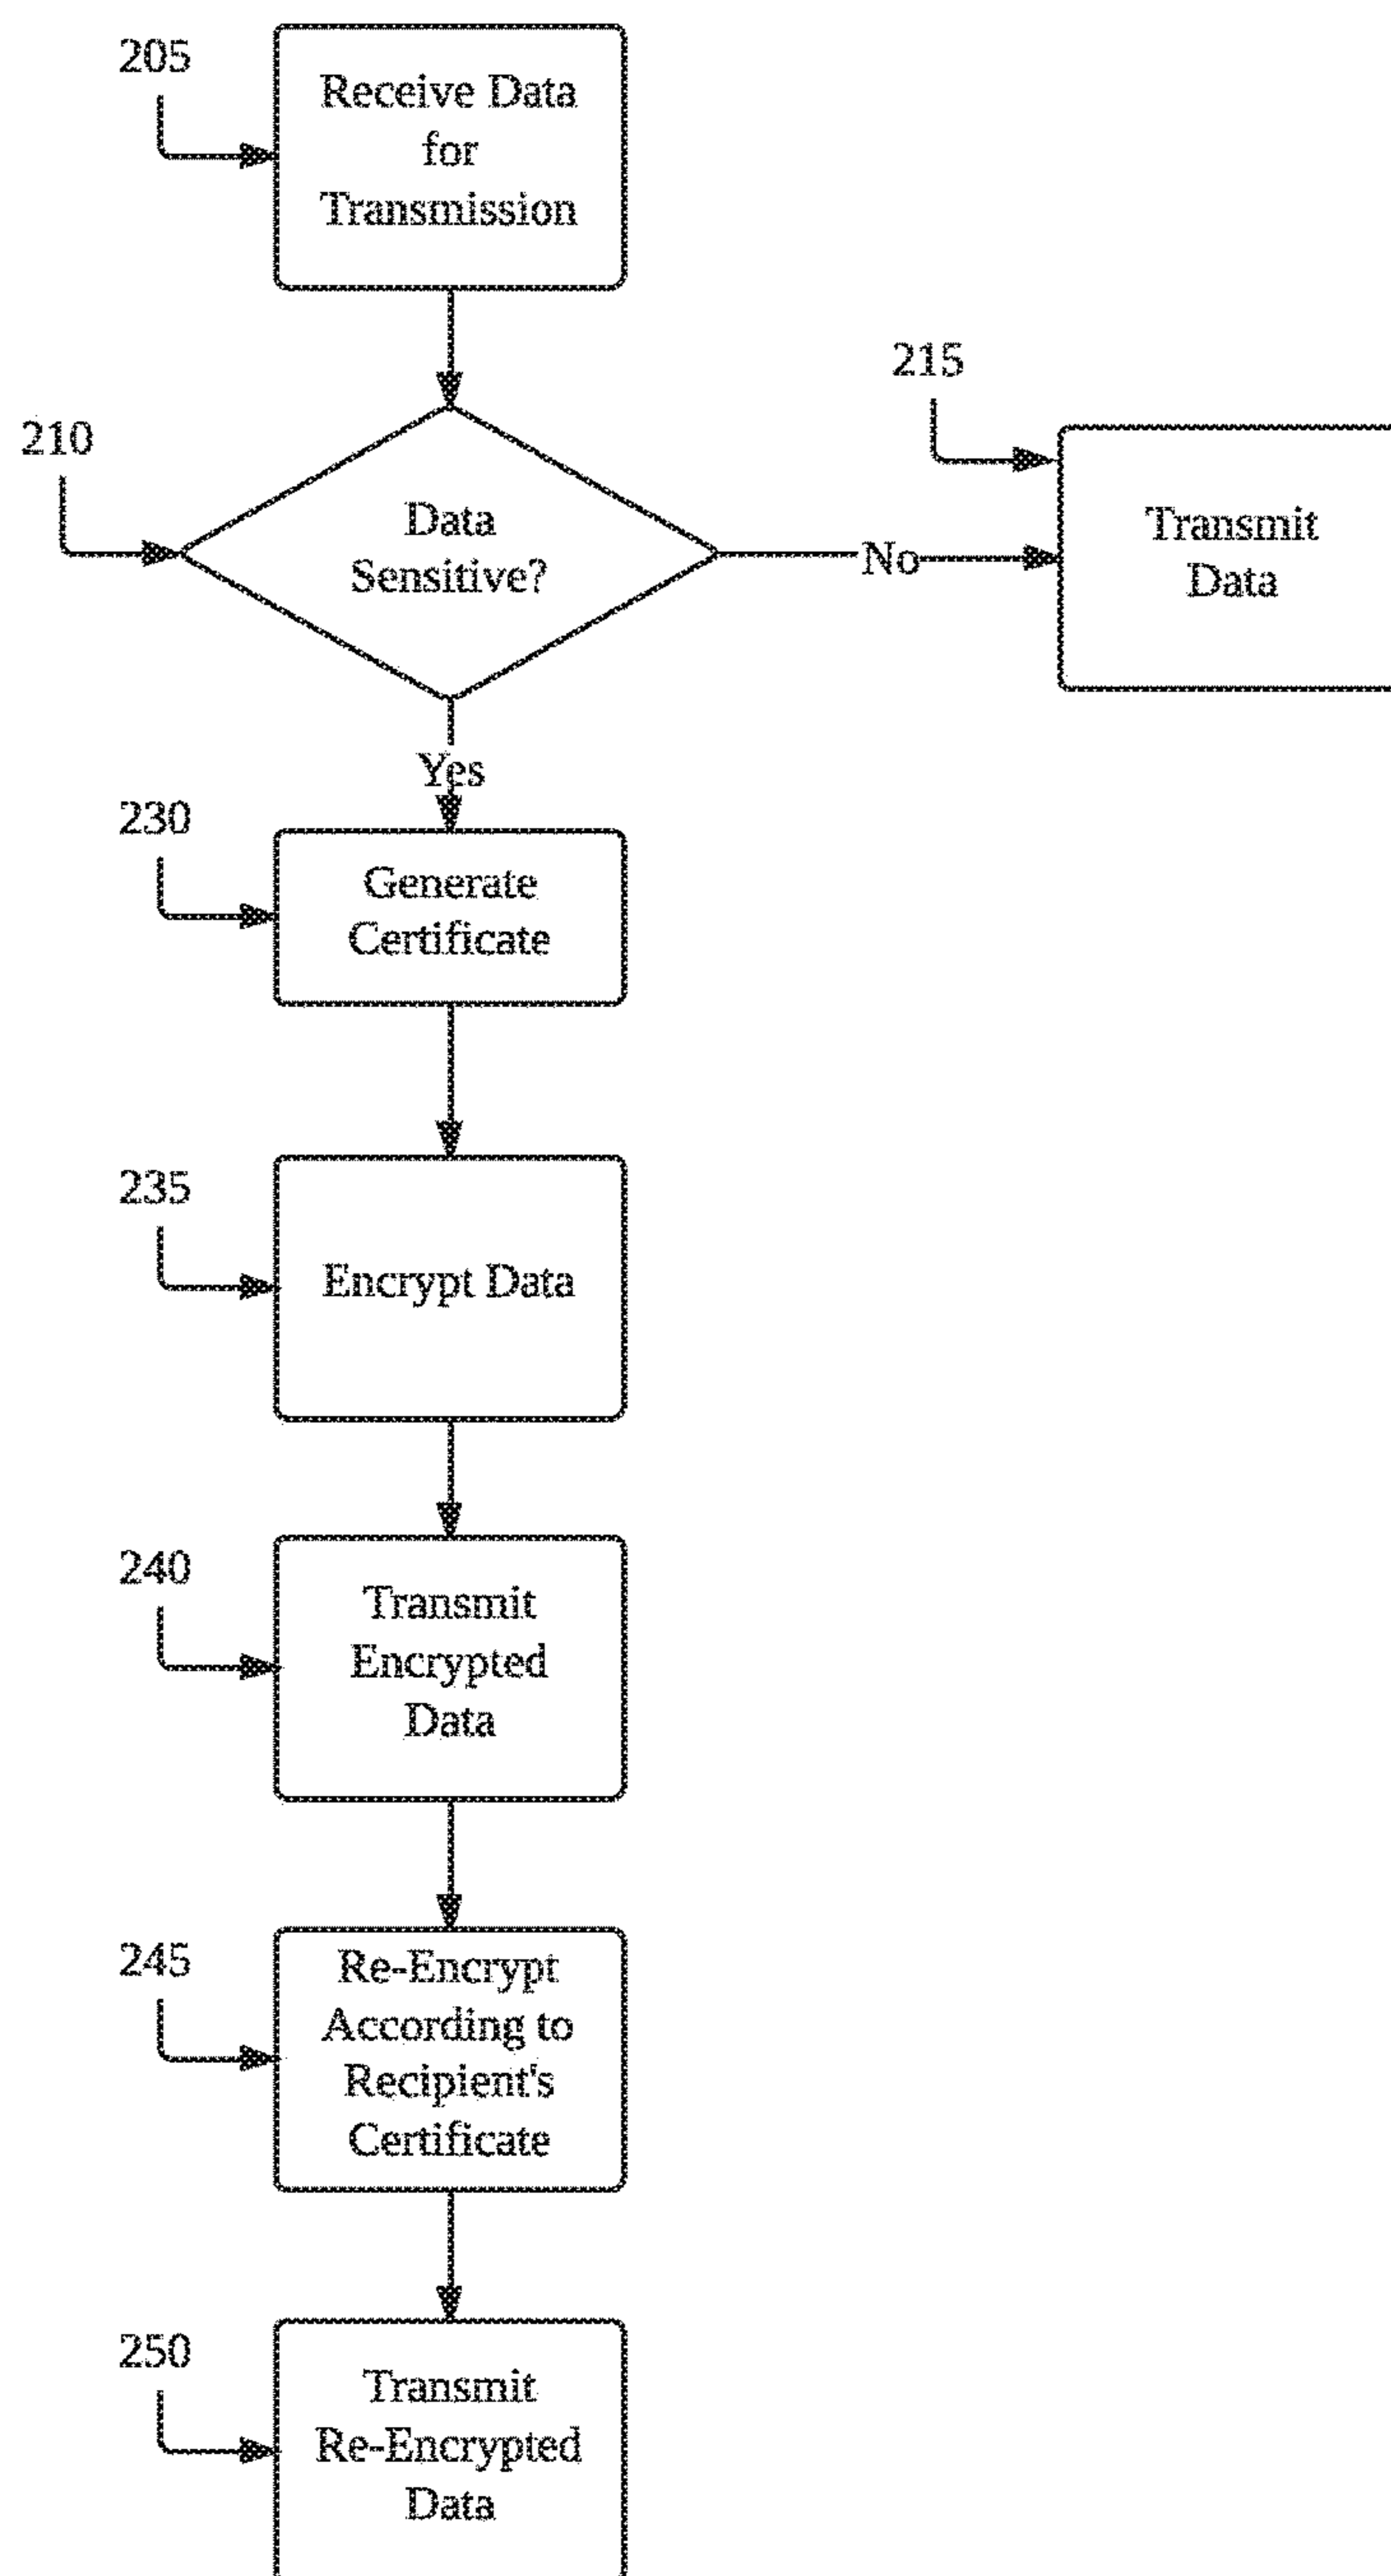 205
Receive Data
for
Transmission
210
Data
Sensitive?
No
215
Transmit
Data
Yes
230
Generate
Certificate
235
Encrypt Data
240
Transmit
Encrypted
Data
245
Re-Encrypt
According to
Recipient's
Certificate
250
Transmit
Re-Encrypted
Data